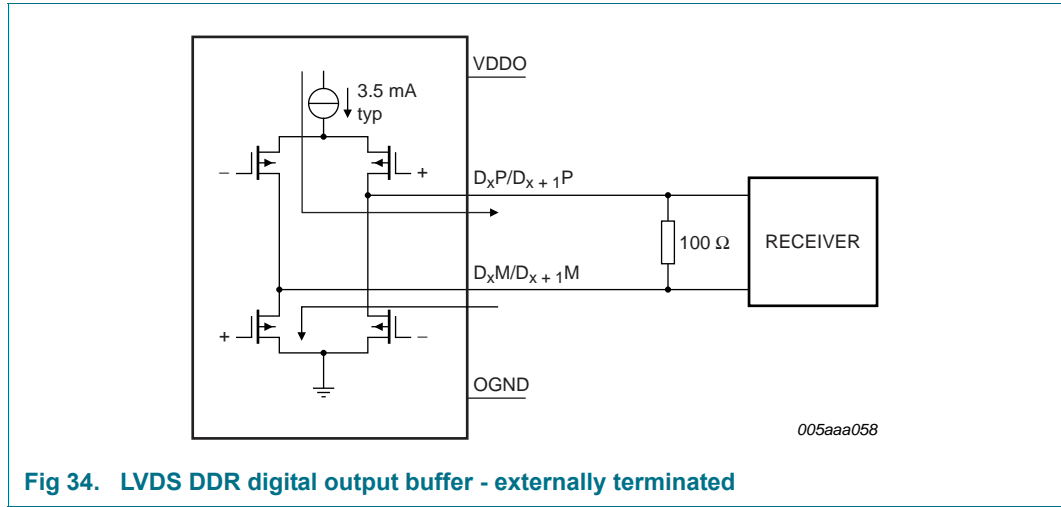 VDDO
3.5 mA
typ
− +
DxP/Dx + 1P
100 Ω
RECEIVER
DxM/Dx + 1M
+ −
OGND
005aaa058
Fig 34. LVDS DDR digital output buffer - externally terminated